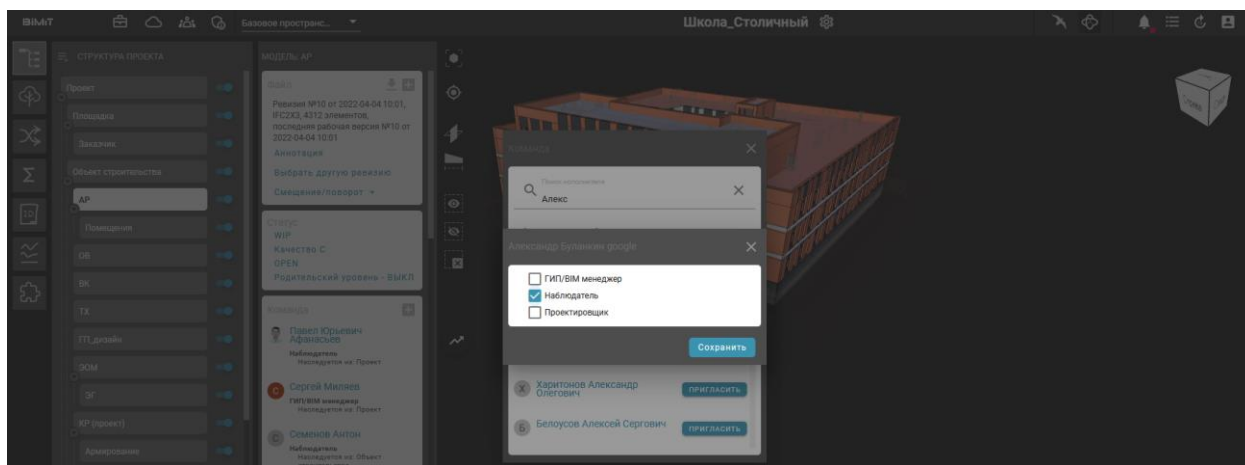 BiMiT
Базовое пространс...
Школа_Столичный
СТРУКТУРА ПРОЕКТА
Проект
Площадка
Заказчик
Объект строительства
АР
Помещения
ОВ
ВК
ТХ
ГП_дизайн
ЭОМ
ЭГ
КР (проект)
Армирование
МОДЕЛЬ: АР
Файл
Ревизия №10 от 2022-04-04 10:01,
IFC2X3, 4312 элементов,
последняя рабочая версия №10 от
2022-04-04 10:01
Аннотация
Выбрать другую ревизию
Смещение/поворот
Статус
WIP
Качество С
OPEN
Родительский уровень - ВЫКЛ
Команда
Павел Юрьевич
Афанасьев
Наблюдатель
Наследуется из: Проект
Сергей Миляев
ГИП/BIM менеджер
Наследуется из: Проект
Семенов Антон
Наблюдатель
Наследуется из: Объект
Команда
Поиск пользователя
Алекс
Александр Буланкин google
ГИП/BIM менеджер
Наблюдатель
Проектировщик
Сохранить
Харитонов Александр
Олегович
ПРИГЛАСИТЬ
Белоусов Алексей Сергович
ПРИГЛАСИТЬ